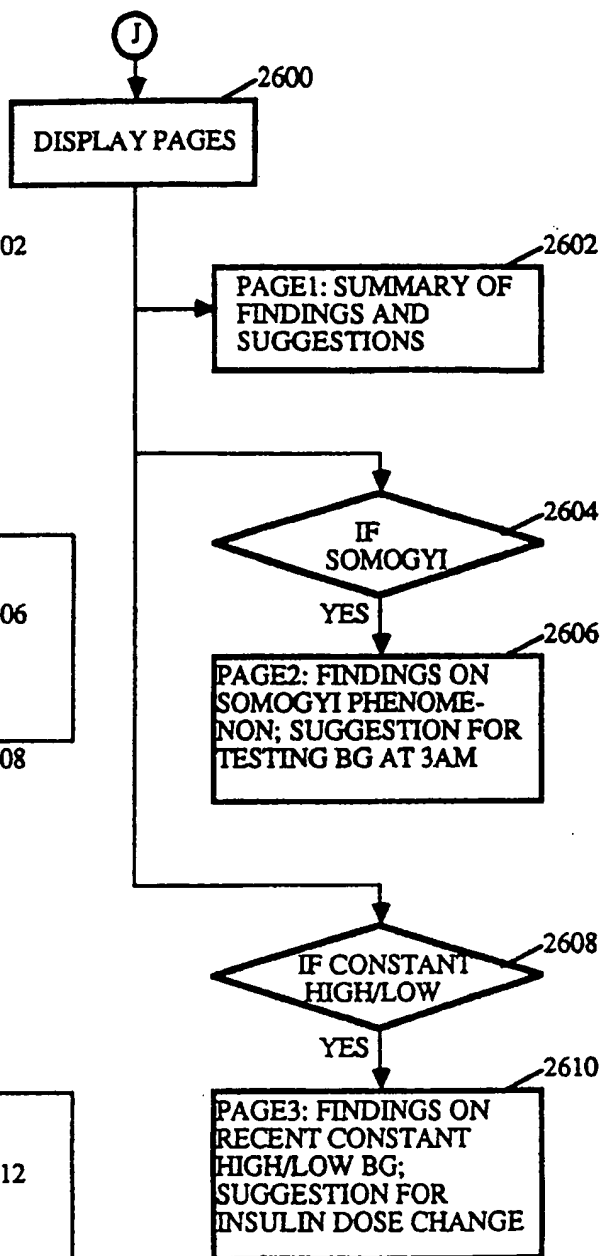 J
2600
DISPLAY PAGES
02
2602
PAGE1: SUMMARY OF
FINDINGS AND
SUGGESTIONS
2604
IF
SOMOGYI
YES
06
2606
PAGE2: FINDINGS ON
SOMOGYI PHENOME-
NON; SUGGESTION FOR
TESTING BG AT 3AM
08
2608
IF CONSTANT
HIGH/LOW
YES
2610
PAGE3: FINDINGS ON
RECENT CONSTANT
HIGH/LOW BG;
SUGGESTION FOR
INSULIN DOSE CHANGE
12